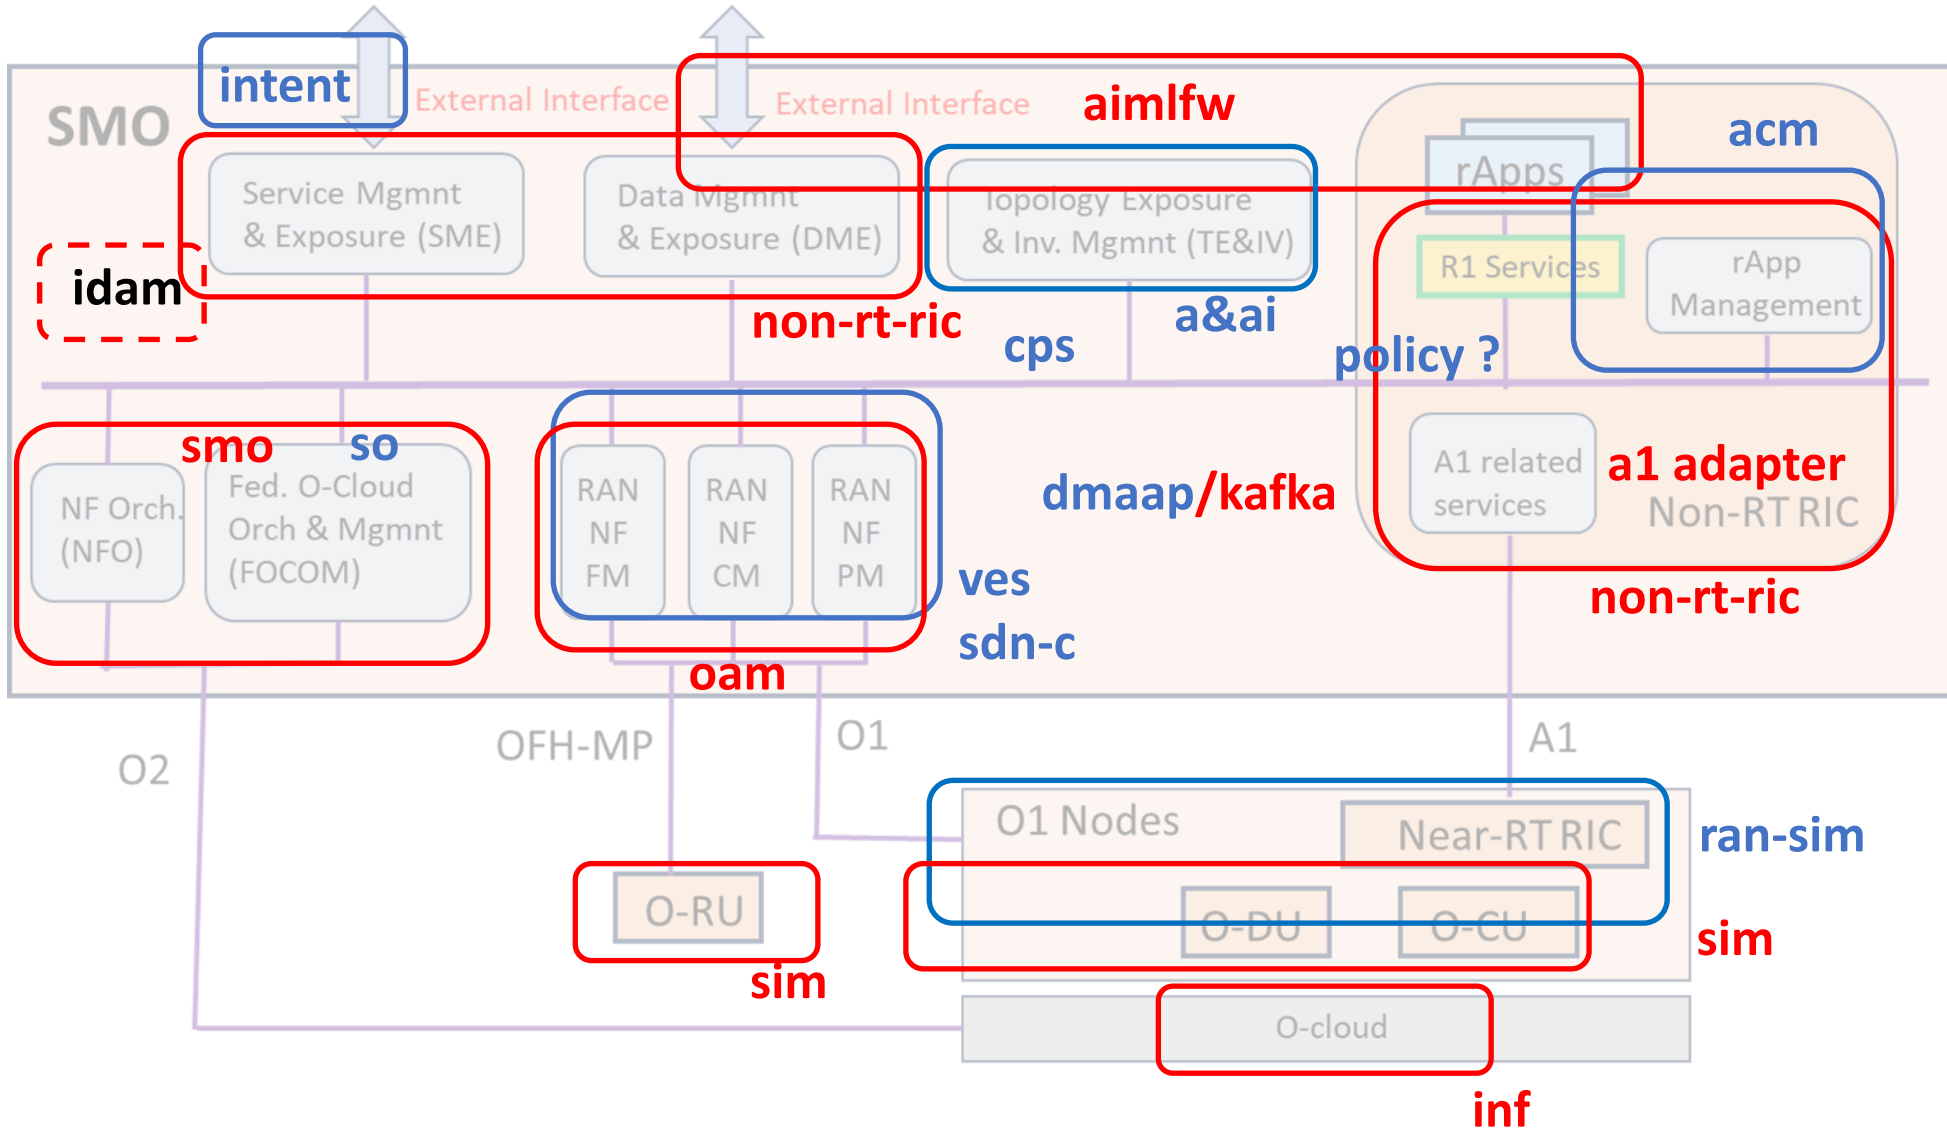 intent
External Interface
External Interface
aimlfw
SMO
acm
rApps
Service Mgmnt
& Exposure (SME)
Data Mgmnt
& Exposure (DME)
Topology Exposure
& Inv. Mgmnt (TE&IV)
R1 Services
rApp
Management
idam
non-rt-ric
a&ai
cps
policy ?
smo
so
NF Orch.
(NFO)
Fed. O-Cloud
Orch & Mgmnt
(FOCOM)
RAN
NF
FM
RAN
NF
CM
RAN
NF
PM
dmaap/kafka
A1 related
services
a1 adapter
Non-RT RIC
ves
sdn-c
non-rt-ric
oam
OFH-MP
O1
A1
O2
O1 Nodes
Near-RT RIC
ran-sim
O-RU
O-DU
O-CU
sim
sim
O-cloud
inf